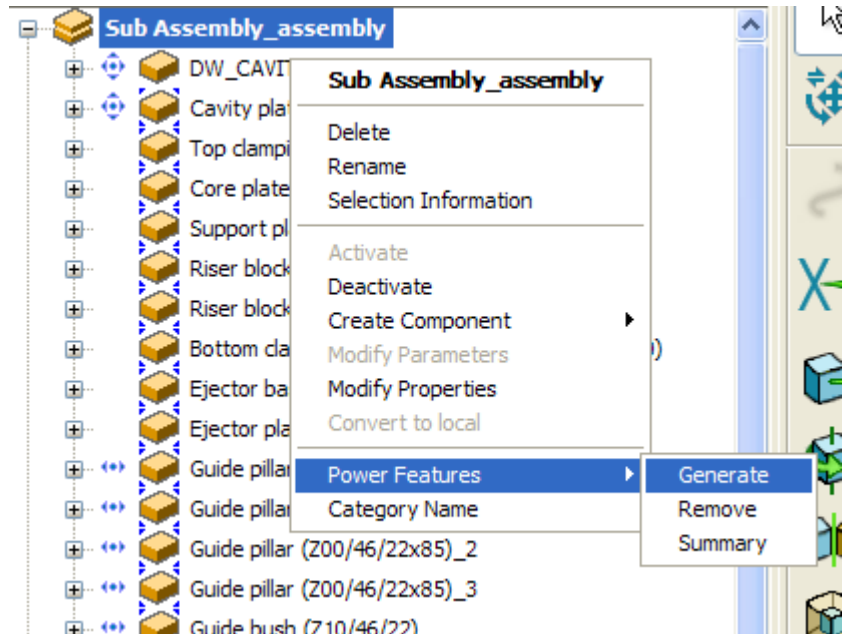 Sub Assembly_assembly
DW_CAVIT
Cavity pla
Top clampi
Core plate
Support pl
Riser block
Riser block
Bottom cla
Ejector ba
Ejector pla
Guide pillar
Guide pillar
Guide pillar (Z00/46/22x85)_2
Guide pillar (Z00/46/22x85)_3
Guide bush (Z10/46/22)
Sub Assembly_assembly
Delete
Rename
Selection Information
Activate
Deactivate
Create Component
Modify Parameters
Modify Properties
Convert to local
Power Features
Category Name
Generate
Remove
Summary